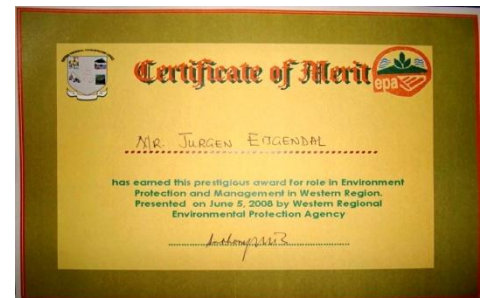 Certificate of Merit
epa
MR. JURGEN EGGENDAL
has earned this prestigious award for role in Environment
Protection and Management in Western Region.
Presented on June 5, 2008 by Western Regional
Environmental Protection Agency